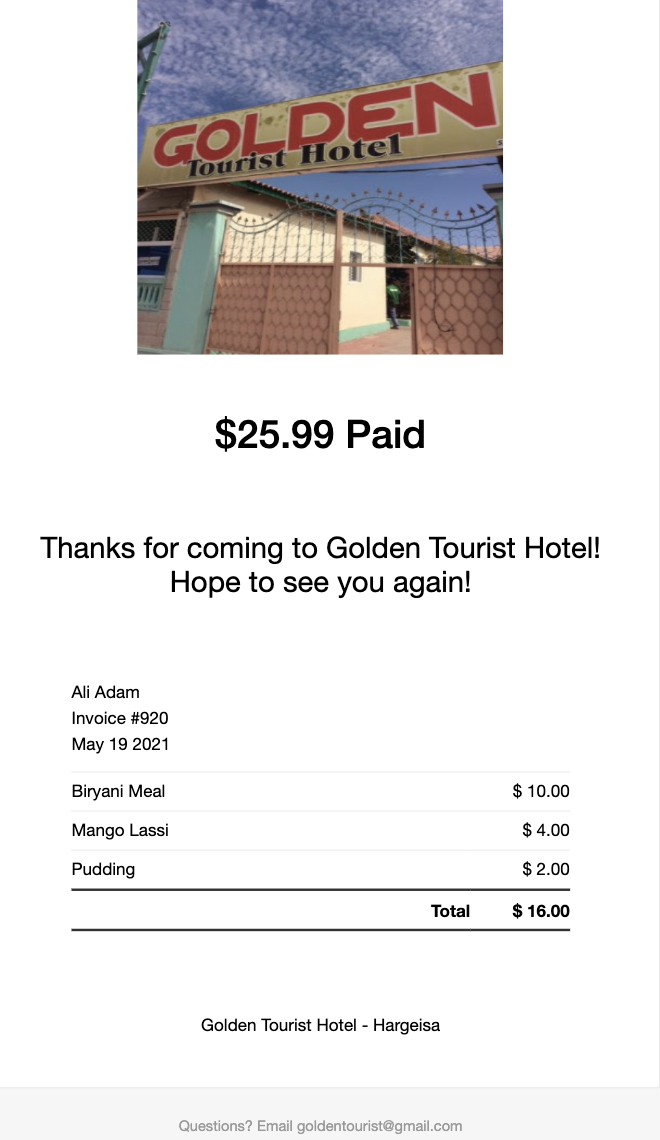 GOLDEN
Tourist Hotel
$25.99 Paid
Thanks for coming to Golden Tourist Hotel!
Hope to see you again!
Ali Adam
Invoice #920
May 19 2021
Biryani Meal $ 10.00
Mango Lassi $ 4.00
Pudding $ 2.00
Total $ 16.00
Golden Tourist Hotel - Hargeisa
Questions? Email goldentourist@gmail.com